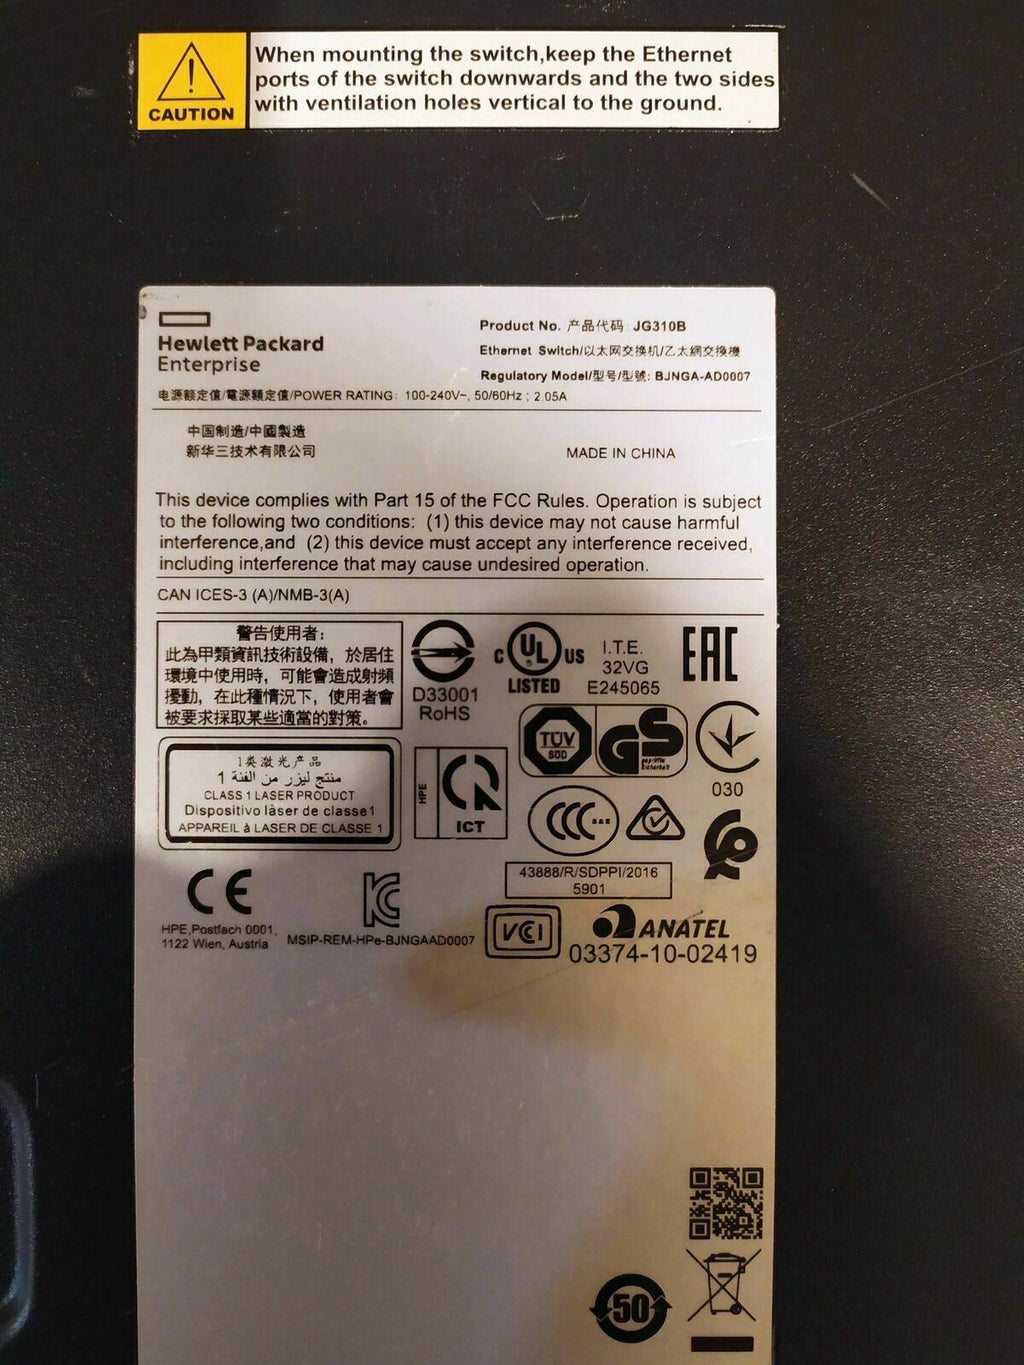 When mounting the switch,keep the Ethernet
ports of the switch downwards and the two sides
with ventilation holes vertical to the ground.
CAUTION
Hewlett Packard
Enterprise
Product No. 产品代码 JG310B
Ethernet Switch/以太网交换机/乙太網交換機
Regulatory Model/型号/型號: BJNGA-AD0007
电源额定值/電源額定值/POWER RATING: 100-240V~, 50/60Hz ; 2.05A
中国制造/中國製造
新华三技术有限公司
MADE IN CHINA
This device complies with Part 15 of the FCC Rules. Operation is subject
to the following two conditions: (1) this device may not cause harmful
interference,and (2) this device must accept any interference received,
including interference that may cause undesired operation.
CAN ICES-3 (A)/NMB-3(A)
警告使用者:
此為甲類資訊技術設備，於居住
環境中使用時，可能會造成射頻
擾動，在此種情況下，使用者會
被要求採取某些適當的對策。
D33001
RoHS
C UL US
LISTED
I.T.E.
32VG
E245065
EAC
1类激光产品
منتج ليزر من الفئة 1
CLASS 1 LASER PRODUCT
Dispositivo làser de classe1
APPAREIL à LASER DE CLASSE 1
HPE
ICT
TÜV
SÜD
GS
geprüfte
Sicherheit
030
CCC
S&E
43888/R/SDPPI/2016
5901
CE
HPE,Postfach 0001,
1122 Wien, Austria
KC
MSIP-REM-HPe-BJNGAAD0007
VCI
ANATEL
03374-10-02419
50